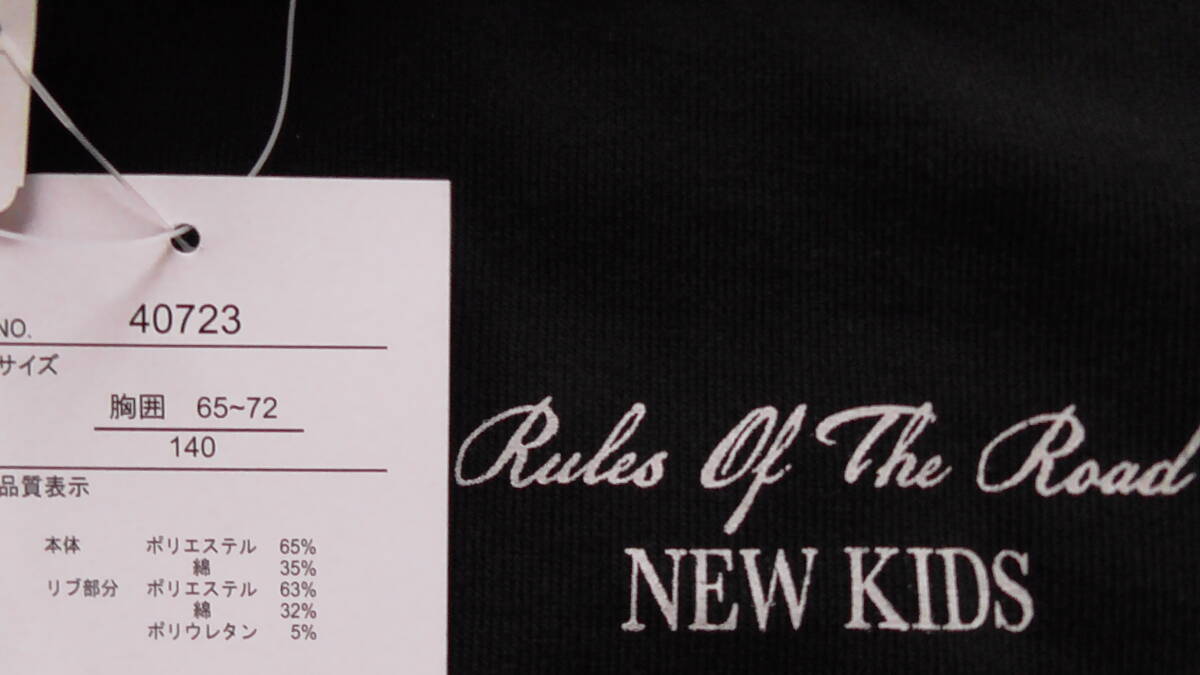 NO. 40723
サイズ
胸囲 65~72
140
品質表示
本体 ポリエステル 65%
綿 35%
リブ部分 ポリエステル 63%
綿 32%
ポリウレタン 5%
Rules Of The Road
NEW KIDS